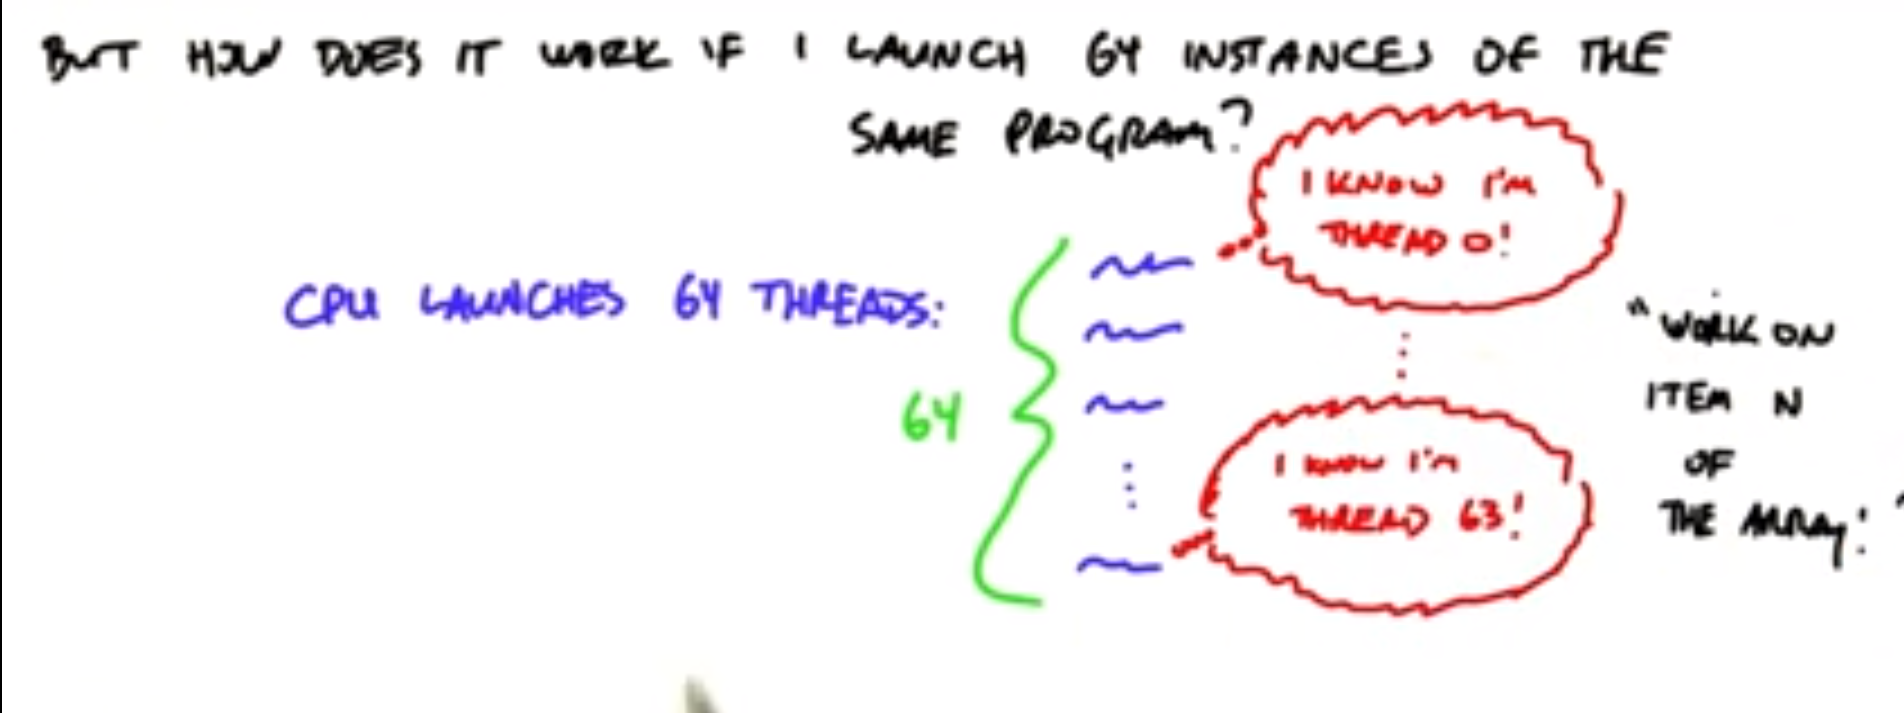 BUT HOW DOES IT WORK IF I LAUNCH 64 INSTANCES OF THE
SAME PROGRAM?
I KNOW I'M
THREAD 0!
CPU LAUNCHES 64 THREADS:
64
"WORK ON
ITEM N
OF
THE ARRAY!"
I KNOW I'M
THREAD 63!